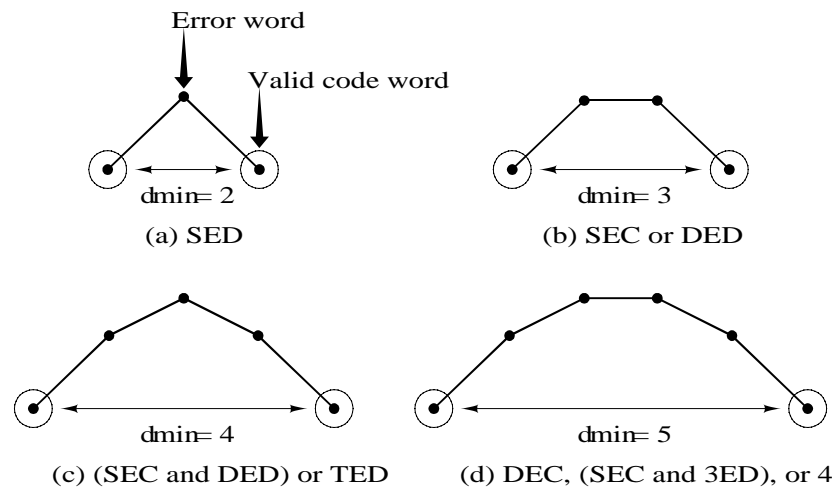 Error word
Valid code word
dmin= 2
dmin= 3
(a) SED
(b) SEC or DED
dmin= 4
dmin= 5
(c) (SEC and DED) or TED
(d) DEC, (SEC and 3ED), or 4